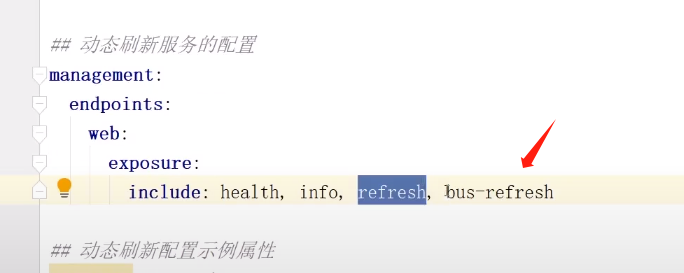 ## 动态刷新服务的配置
management:
endpoints:
web:
exposure:
include: health, info, refresh, bus-refresh
## 动态刷新配置示例属性